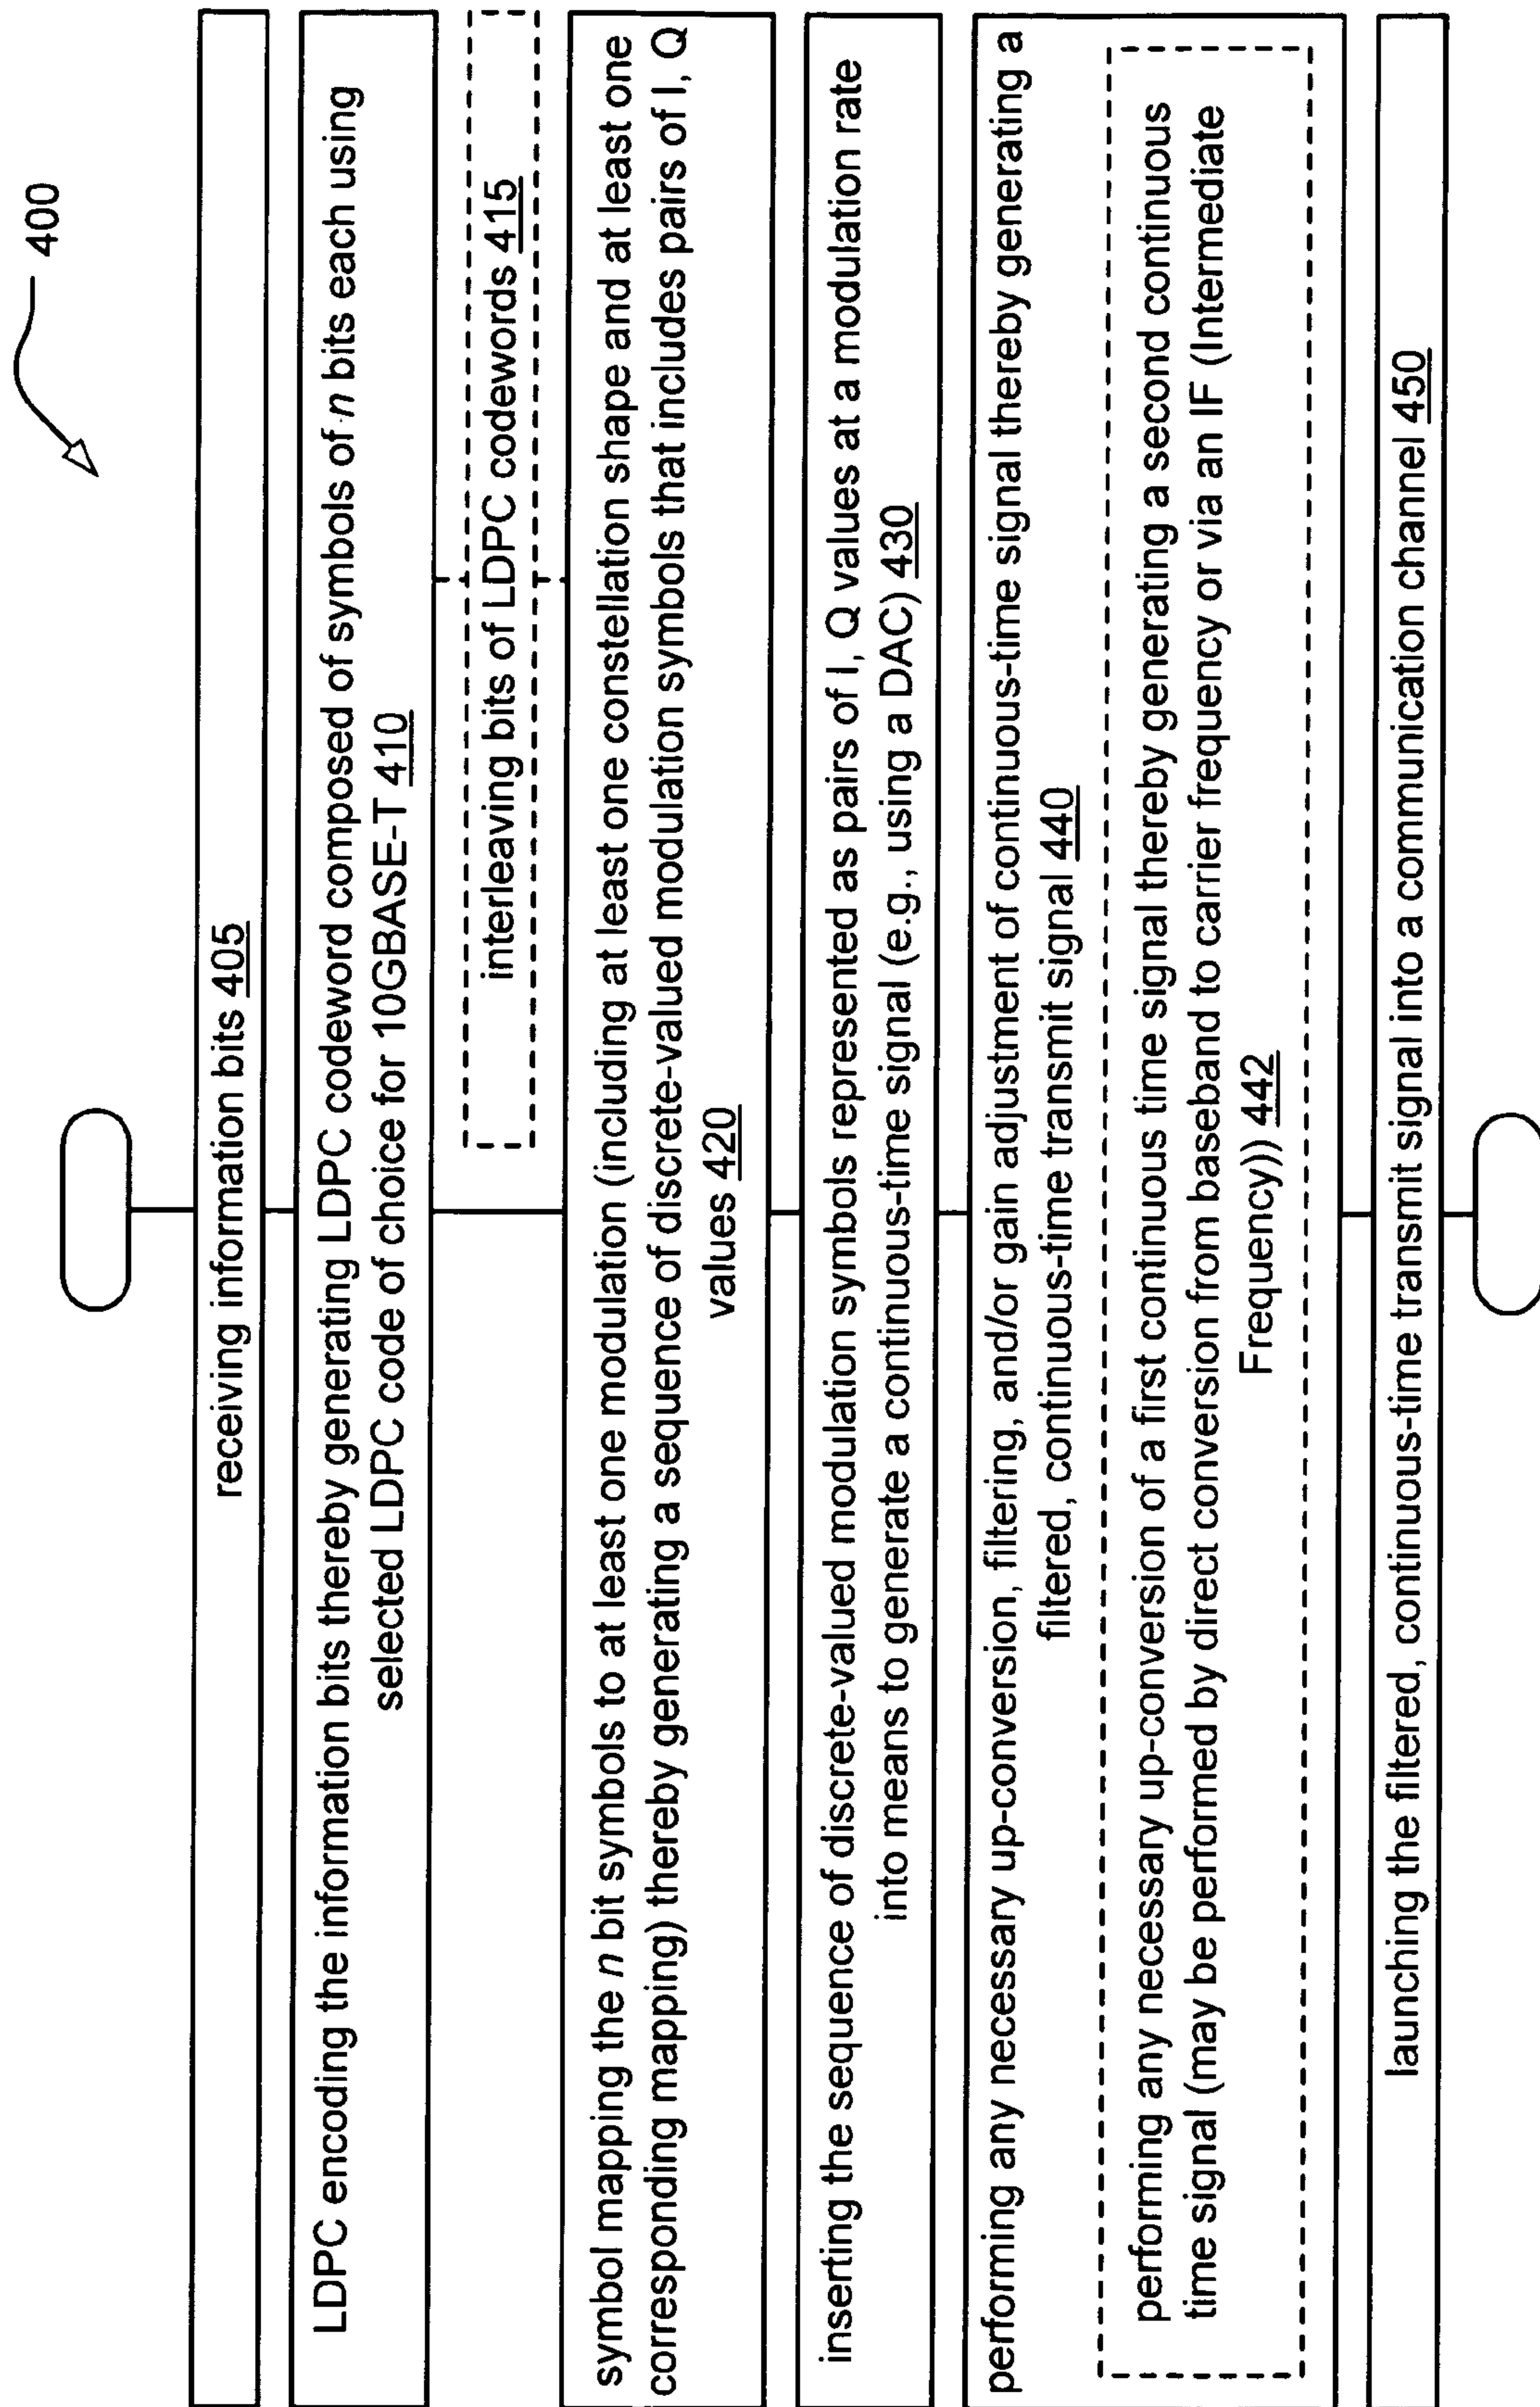 400
receiving information bits 405
LDPC encoding the information bits thereby generating LDPC codeword composed of symbols of n bits each using
selected LDPC code of choice for 10GBASE-T 410
interleaving bits of LDPC codewords 415
symbol mapping the n bit symbols to at least one modulation (including at least one constellation shape and at least one
corresponding mapping) thereby generating a sequence of discrete-valued modulation symbols that includes pairs of I, Q
values 420
inserting the sequence of discrete-valued modulation symbols represented as pairs of I, Q values at a modulation rate
into means to generate a continuous-time signal (e.g., using a DAC) 430
performing any necessary up-conversion, filtering, and/or gain adjustment of continuous-time signal thereby generating a
filtered, continuous-time transmit signal 440
performing any necessary up-conversion of a first continuous time signal thereby generating a second continuous
time signal (may be performed by direct conversion from baseband to carrier frequency or via an IF (Intermediate
Frequency)) 442
launching the filtered, continuous-time transmit signal into a communication channel 450